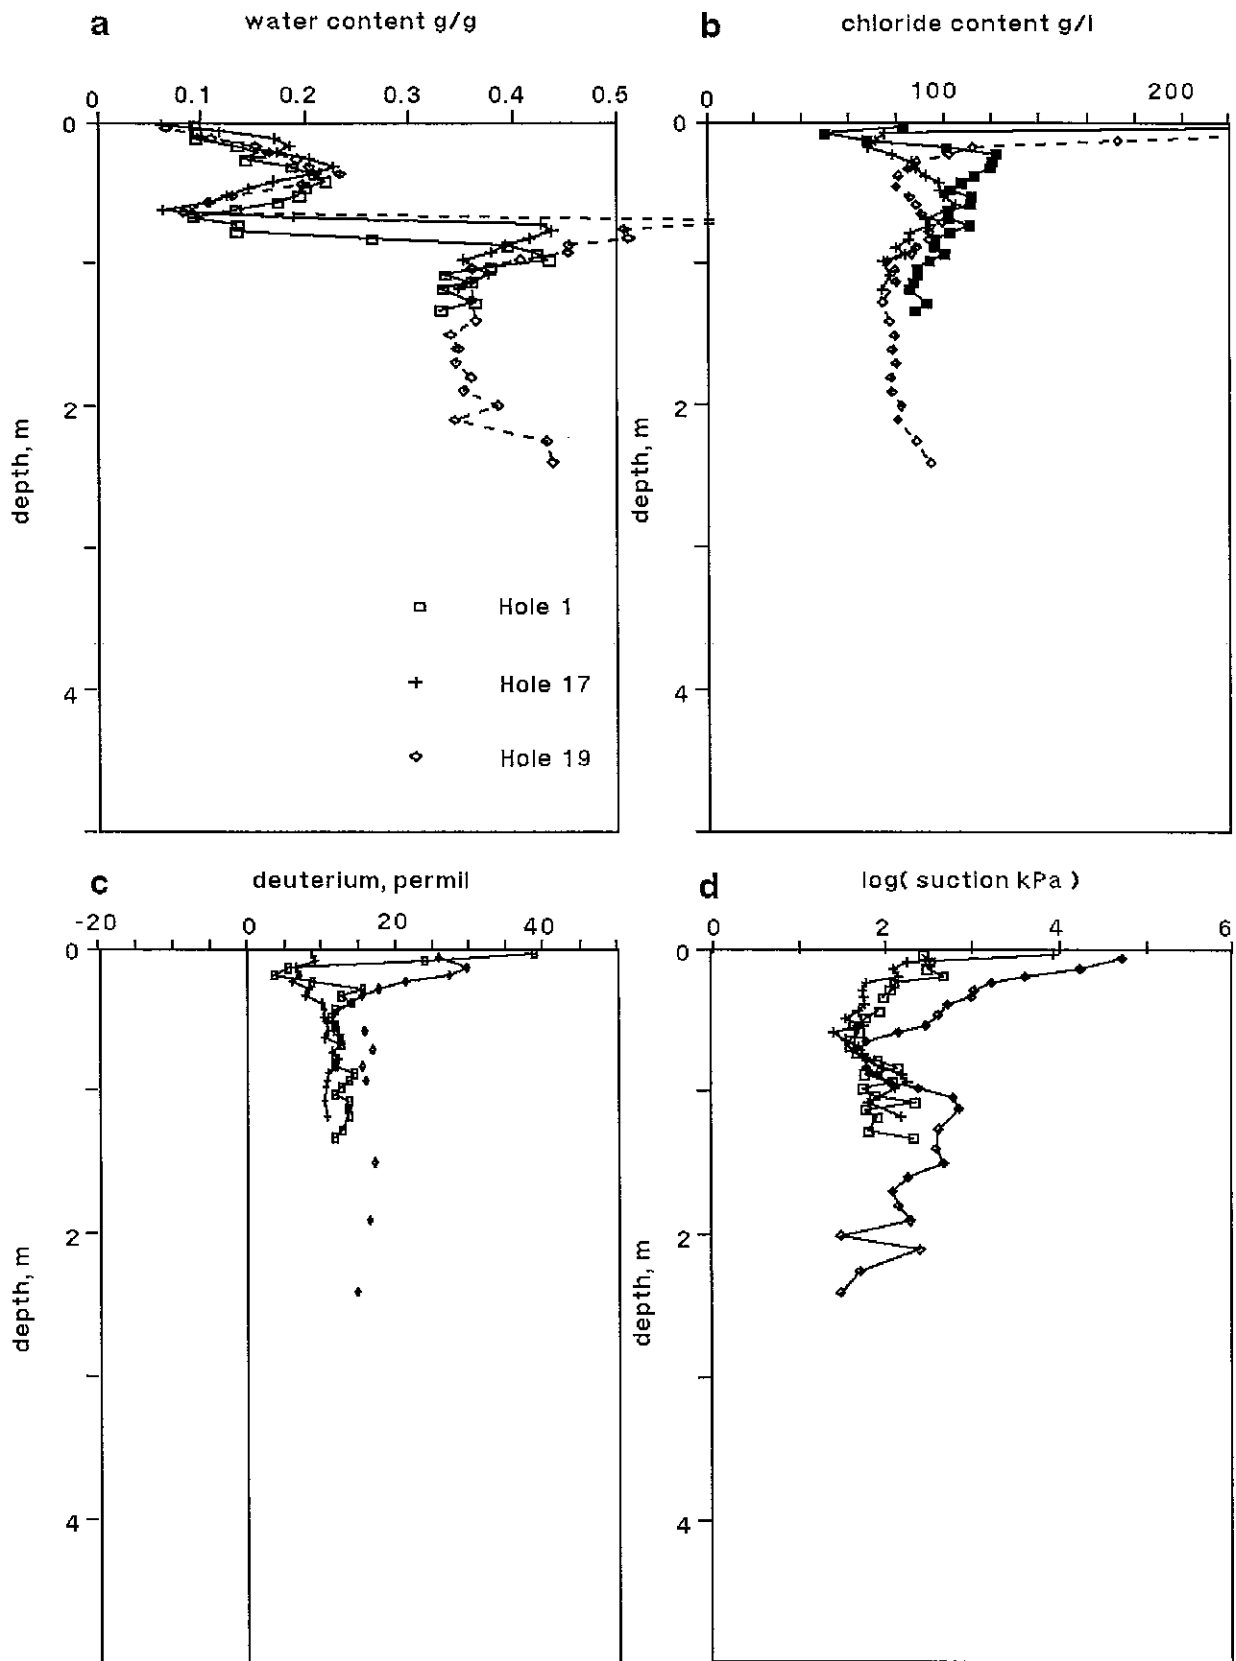 a water content g/g
0 0.1 0.2 0.3 0.4 0.5
0
2
4
depth, m
Hole 1
Hole 17
Hole 19
b chloride content g/l
0 100 200
0
2
4
depth, m
c deuterium, permil
-20 0 20 40
0
2
4
depth, m
d log( suction kPa )
0 2 4 6
0
2
4
depth, m